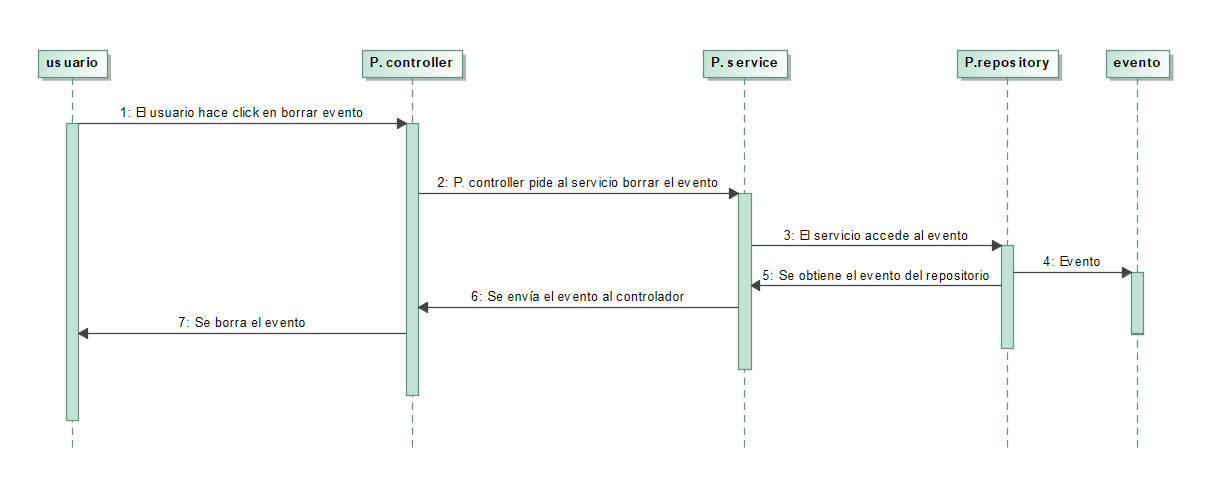 usuario
P. controller
P. service
P.repository
evento
1: El usuario hace click en borrar evento
2: P. controller pide al servicio borrar el evento
3: El servicio accede al evento
4: Evento
5: Se obtiene el evento del repositorio
6: Se envía el evento al controlador
7: Se borra el evento